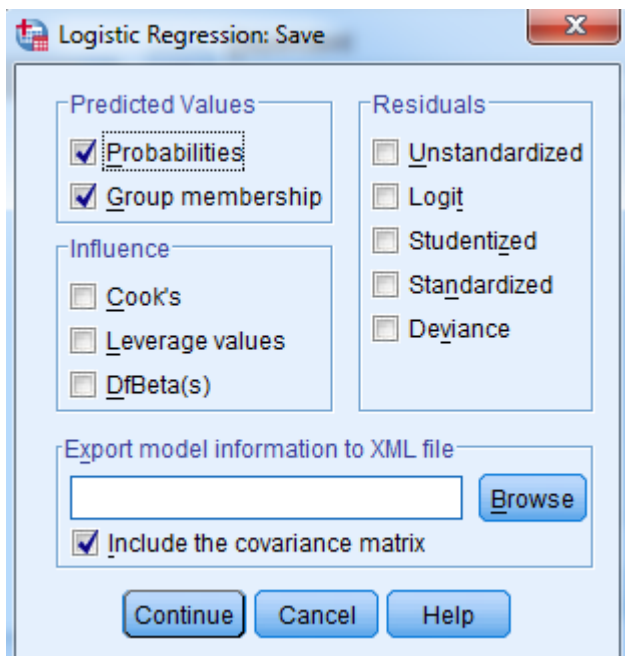 Logistic Regression: Save
Predicted Values
Probabilities
Group membership
Influence
Cook's
Leverage values
DfBeta(s)
Residuals
Unstandardized
Logit
Studentized
Standardized
Deviance
Export model information to XML file
Browse
Include the covariance matrix
Continue Cancel Help